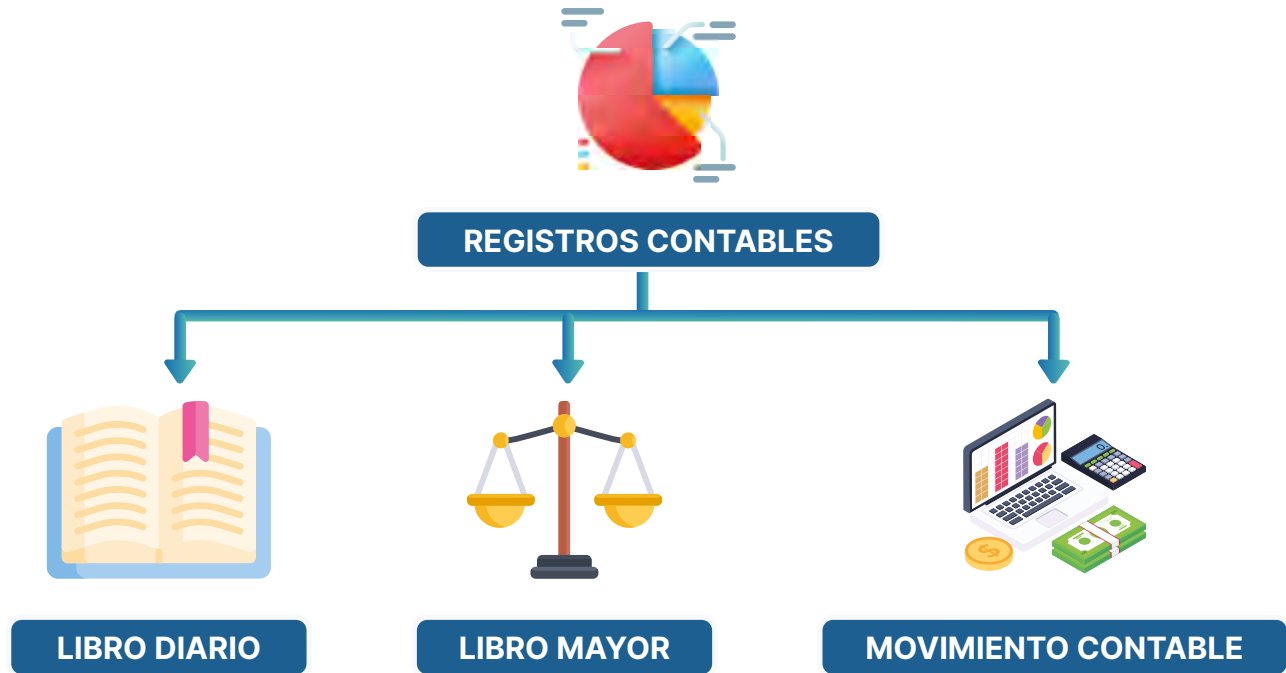 REGISTROS CONTABLES
LIBRO DIARIO
LIBRO MAYOR
MOVIMIENTO CONTABLE